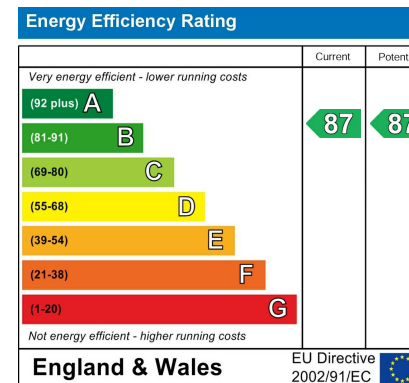 Energy Efficiency Rating
Current Potent
Very energy efficient - lower running costs
(92 plus) A
(81-91) B
87 87
(69-80) C
(55-68) D
(39-54) E
(21-38) F
(1-20) G
Not energy efficient - higher running costs
England & Wales
EU Directive
2002/91/EC